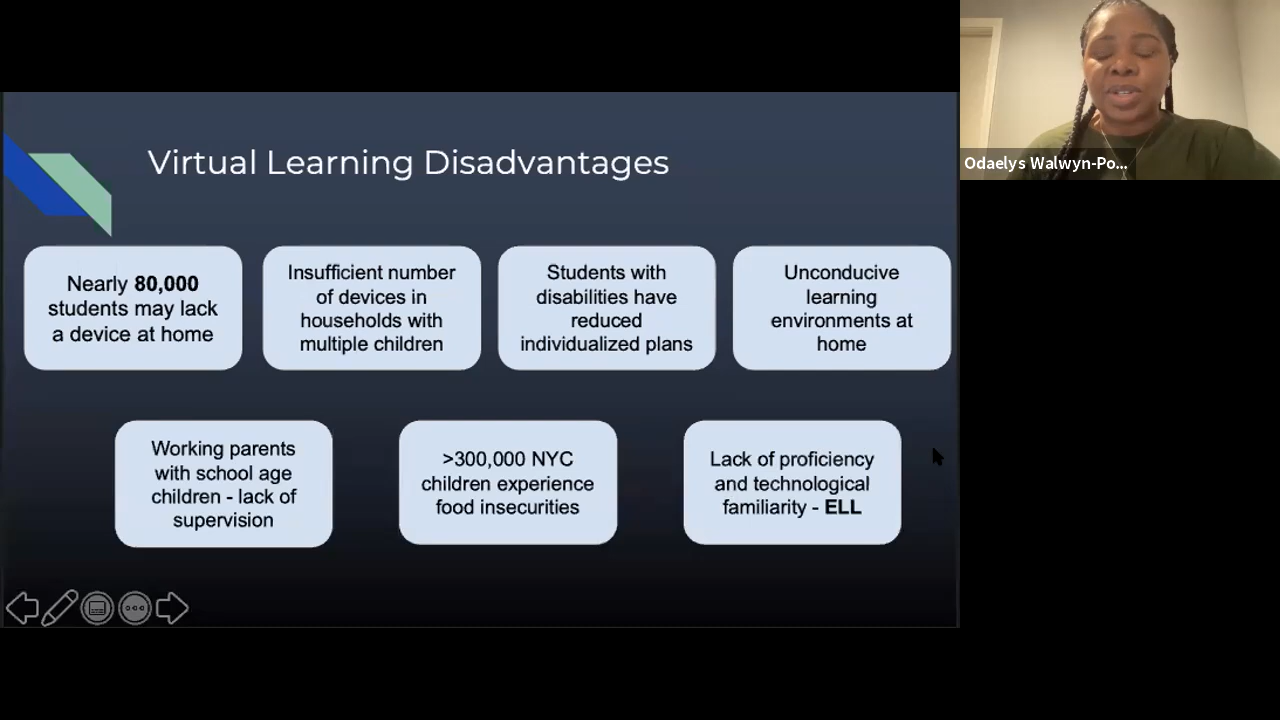 Virtual Learning Disadvantages
Nearly 80,000
students may lack
a device at home
Insufficient number
of devices in
households with
multiple children
Students with
disabilities have
reduced
individualized plans
Unconducive
learning
environments at
home
Working parents
with school age
children - lack of
supervision
>300,000 NYC
children experience
food insecurities
Lack of proficiency
and technological
familiarity - ELL
Odaelys Walwyn-Po...